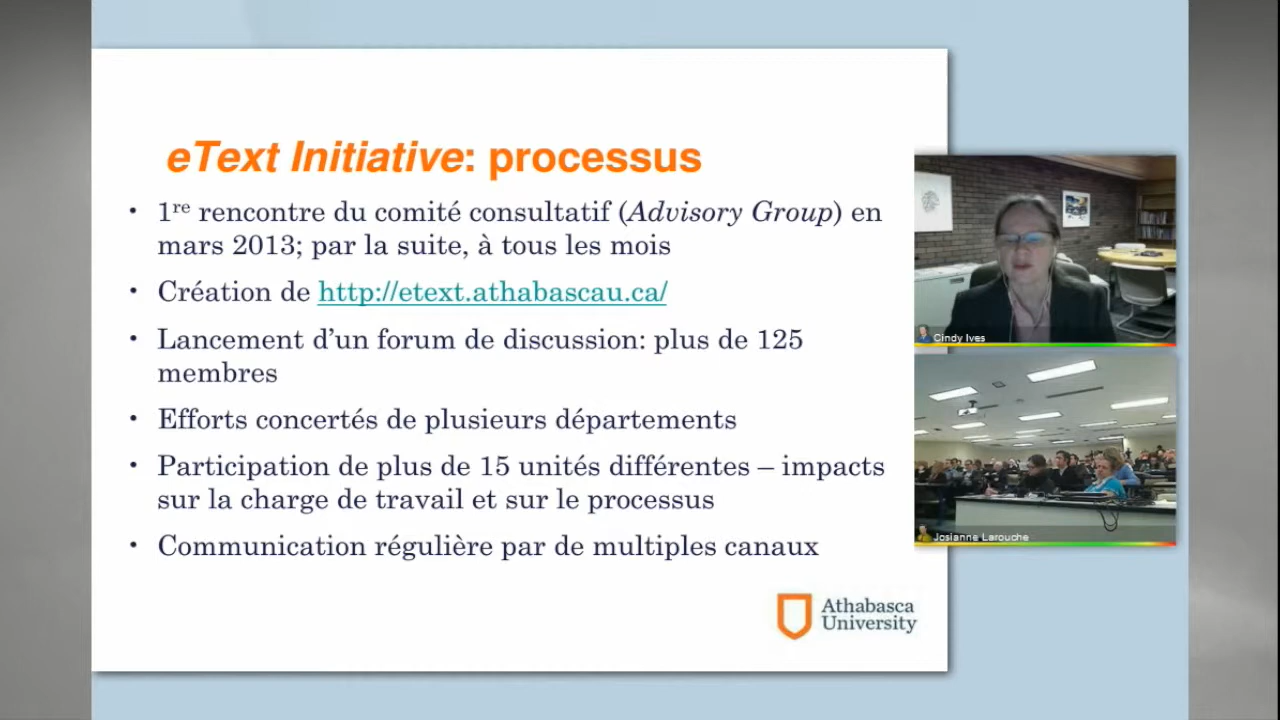 eText Initiative: processus
• 1re rencontre du comité consultatif (Advisory Group) en
mars 2013; par la suite, à tous les mois
• Création de http://etext.athabascau.ca/
• Lancement d’un forum de discussion: plus de 125
membres
• Efforts concertés de plusieurs départements
• Participation de plus de 15 unités différentes – impacts
sur la charge de travail et sur le processus
• Communication régulière par de multiples canaux
Athabasca
University
Cindy Ives
Josianne Larouche